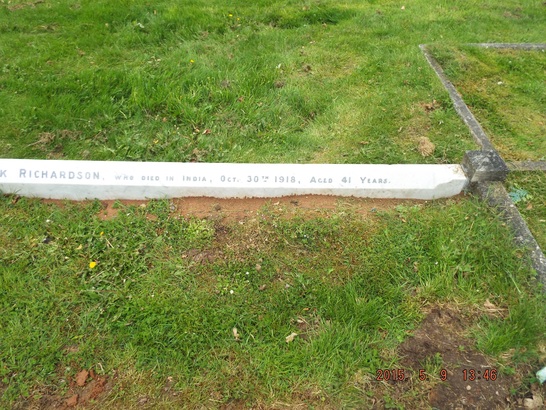 K RICHARDSON, WHO DIED IN INDIA, OCT. 30TH 1918, AGED 41 YEARS.
2015. 5. 9 13:46